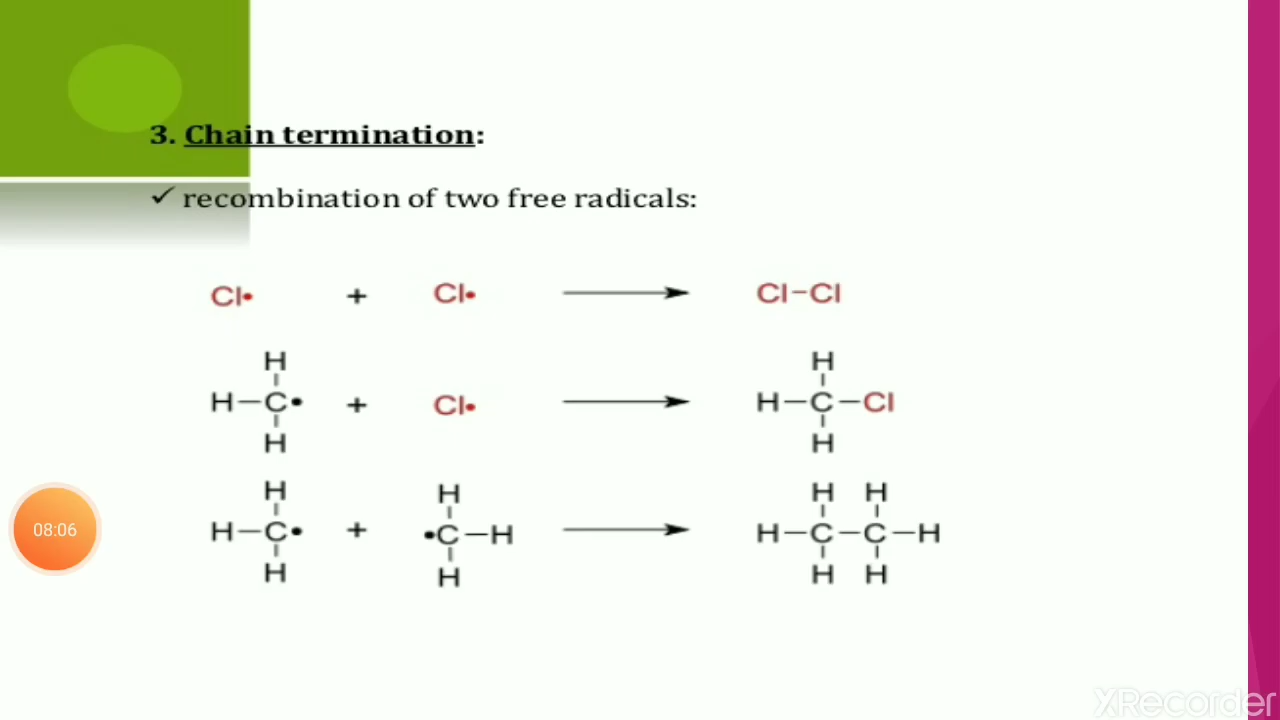 3. Chain termination:
✓ recombination of two free radicals:
Cl• + Cl• ⟶ Cl–Cl
H H
H–C• + Cl• ⟶ H–C–Cl
H H
H H H H
H–C• + •C–H ⟶ H–C–C–H
H H H H
08:06
XRecorder